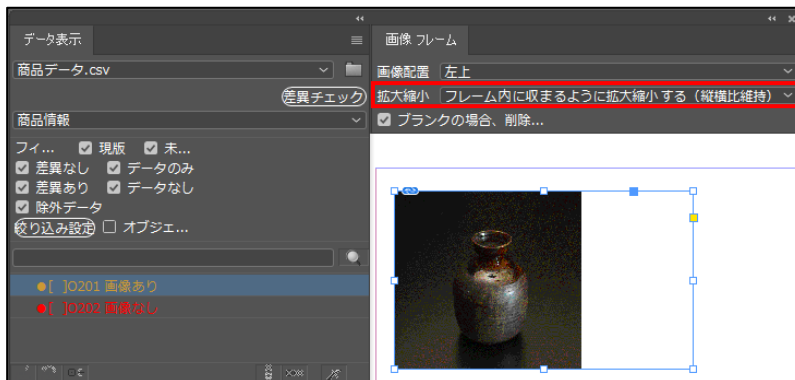 データ表示
商品データ.csv
差異チェック
商品情報
フィ... 現版 未...
差異なし データのみ
差異あり データなし
除外データ
絞り込み設定 オブジェ...
●[ ]O201 画像あり
●[ ]O202 画像なし
画像 フレーム
画像配置 左上
拡大縮小 フレーム内に収まるように拡大縮小する（縦横比維持）
ブランクの場合、削除...